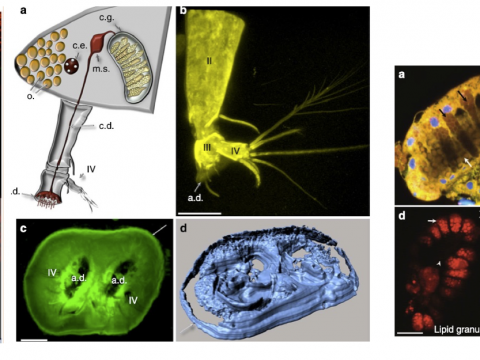 a
c.g.
c.e.
m.s.
o.
c.d.
IV
.d.
b
II
III
IV
a.d.
c
IV
a.d.
a.d.
IV
d
a
d
Lipid granu